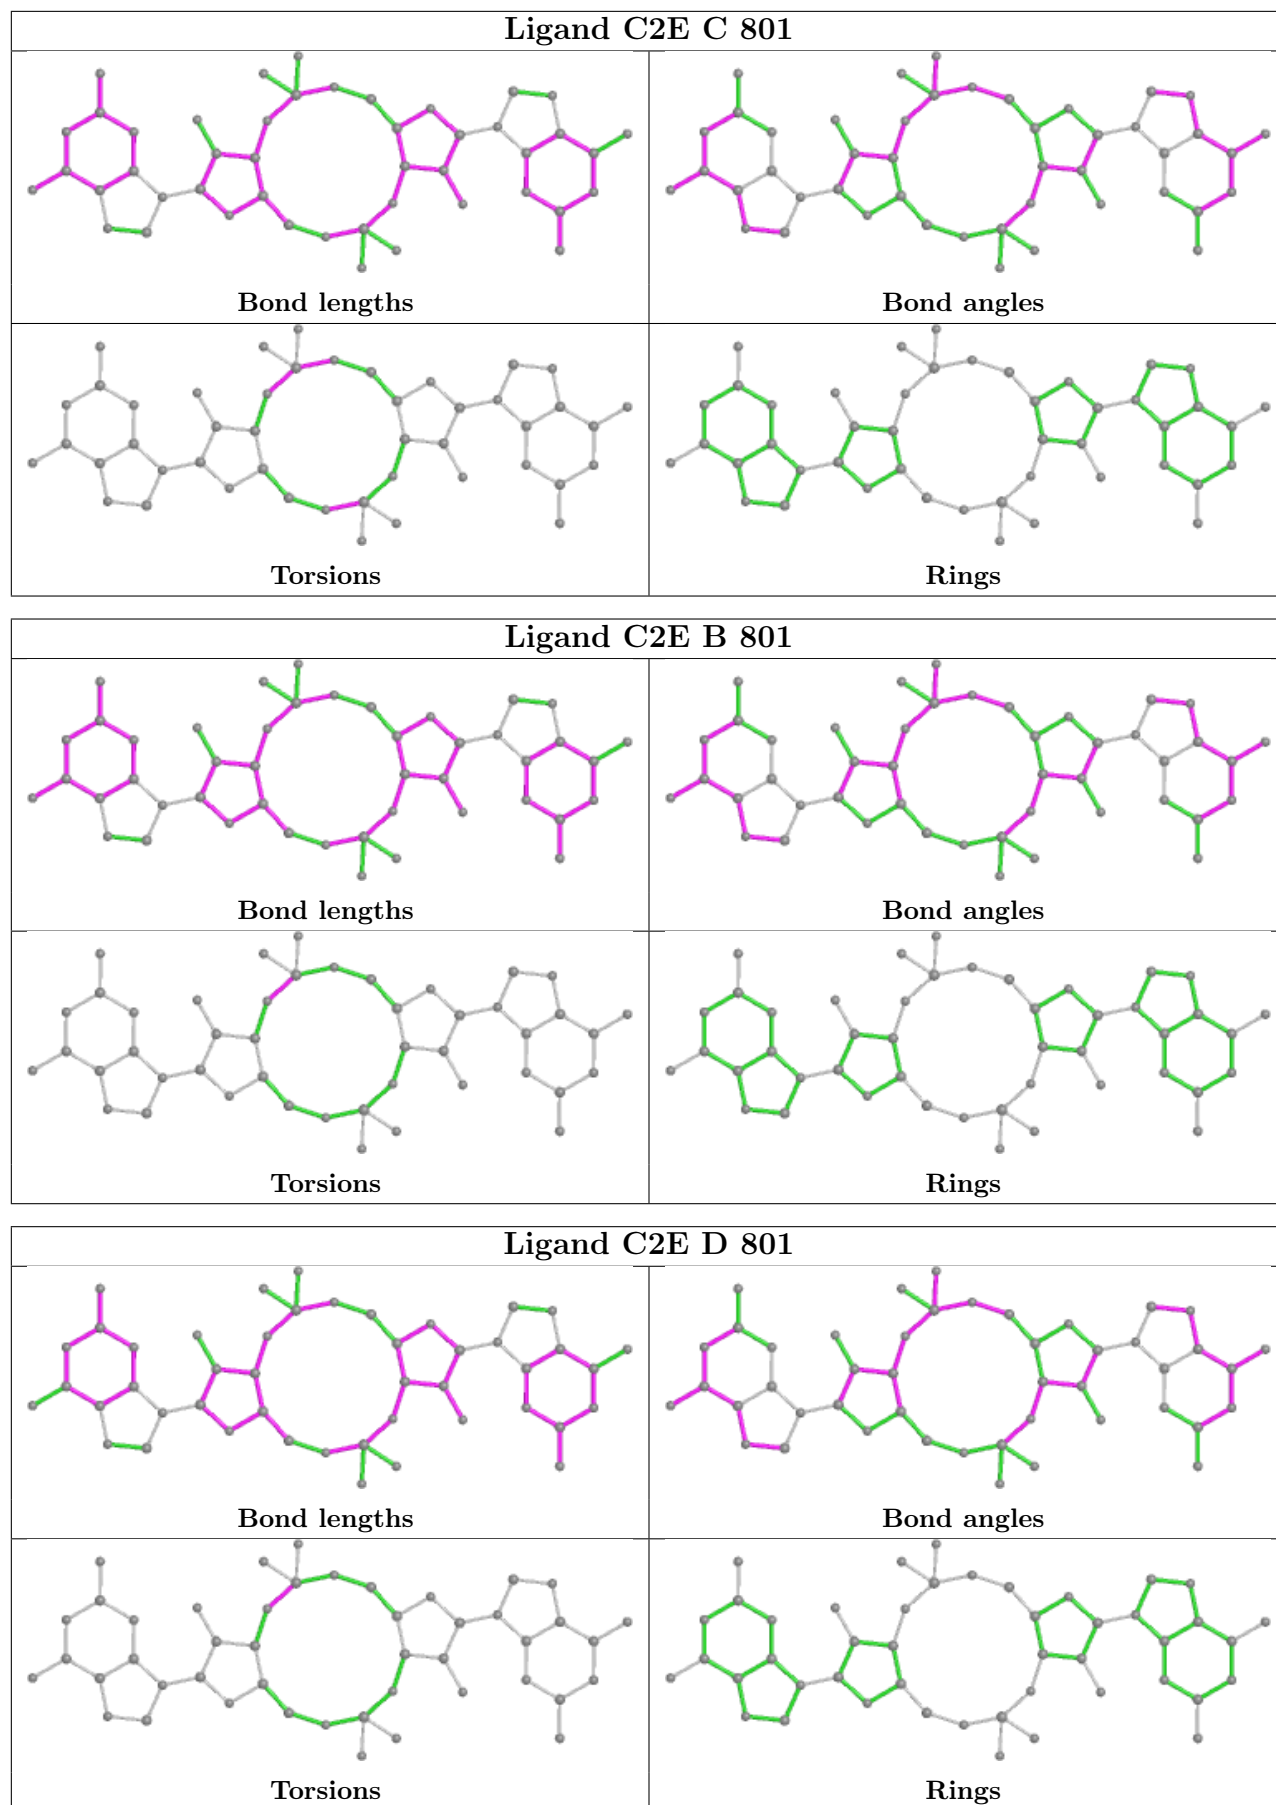 Ligand C2E C 801
Bond lengths
Bond angles
Torsions
Rings
Ligand C2E B 801
Bond lengths
Bond angles
Torsions
Rings
Ligand C2E D 801
Bond lengths
Bond angles
Torsions
Rings